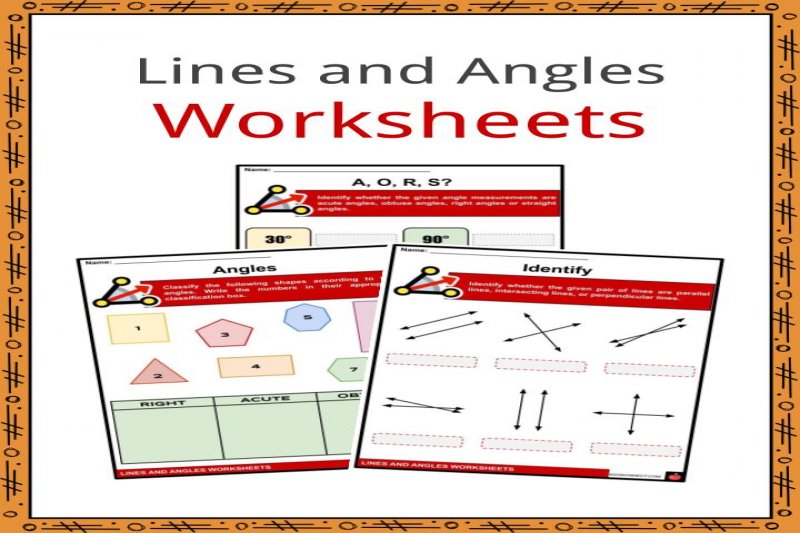 Lines and Angles
Worksheets
Name:
A, O, R, S?
Identify whether the given angle measurements are
acute angles, obtuse angles, right angles or straight
angles.
30°
90°
Name:
Angles
Classify the following shapes according to
angles. Write the numbers in their
classification box.
1
3
5
2
4
7
RIGHT
ACUTE
LINES AND ANGLES WORKSHEETS
Name:
Identify
Identify whether the given pair of lines are parallel
lines, intersecting lines, or perpendicular lines.
LINES AND ANGLES WORKSHEETS